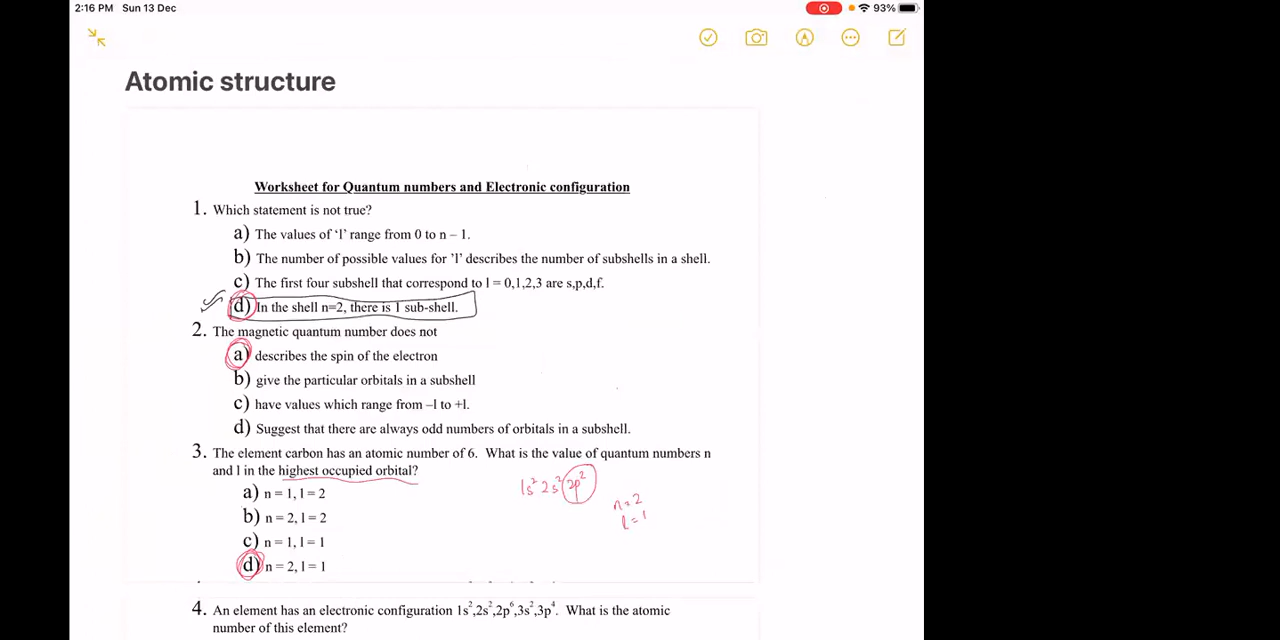 2:16 PM Sun 13 Dec
93%
Atomic structure
Worksheet for Quantum numbers and Electronic configuration
1. Which statement is not true?
a) The values of ‘l’ range from 0 to n – 1.
b) The number of possible values for ’l’ describes the number of subshells in a shell.
c) The first four subshell that correspond to l = 0,1,2,3 are s,p,d,f.
d) In the shell n=2, there is 1 sub-shell.
2. The magnetic quantum number does not
a) describes the spin of the electron
b) give the particular orbitals in a subshell
c) have values which range from –l to +l.
d) Suggest that there are always odd numbers of orbitals in a subshell.
3. The element carbon has an atomic number of 6. What is the value of quantum numbers n
and l in the highest occupied orbital?
1s² 2s² 2p²
n=2
l=1
a) n = 1, l = 2
b) n = 2, l = 2
c) n = 1, l = 1
d) n = 2, l = 1
4. An element has an electronic configuration 1s²,2s²,2p⁶,3s²,3p⁴. What is the atomic
number of this element?